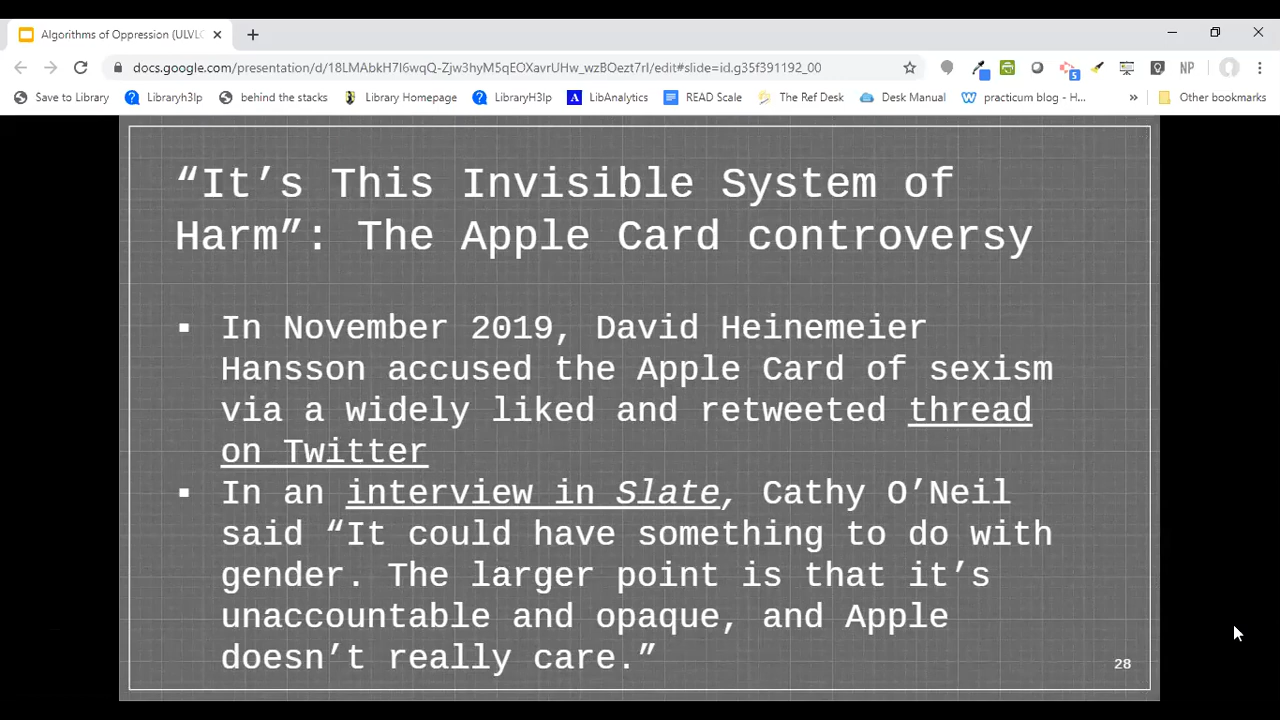 Algorithms of Oppression (ULVLC
docs.google.com/presentation/d/18LMAbkH7l6wqQ-Zjw3hyM5qEOXavrUHw_wzBOezt7rI/edit#slide=id.g35f391192_00
5
NP
Save to Library
Libraryh3lp
behind the stacks
Library Homepage
LibraryH3lp
A LibAnalytics
READ Scale
The Ref Desk
Desk Manual
practicum blog - H...
»
Other bookmarks
“It’s This Invisible System of
Harm”: The Apple Card controversy
▪ In November 2019, David Heinemeier
Hansson accused the Apple Card of sexism
via a widely liked and retweeted thread
on Twitter
▪ In an interview in Slate, Cathy O’Neil
said “It could have something to do with
gender. The larger point is that it’s
unaccountable and opaque, and Apple
doesn’t really care.”
28